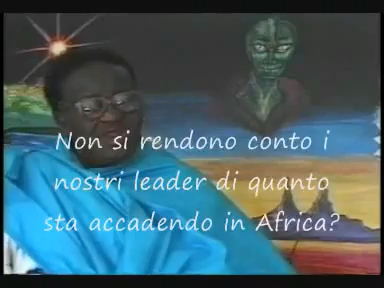 Non si rendono conto i
nostri leader di quanto
sta accadendo in Africa?